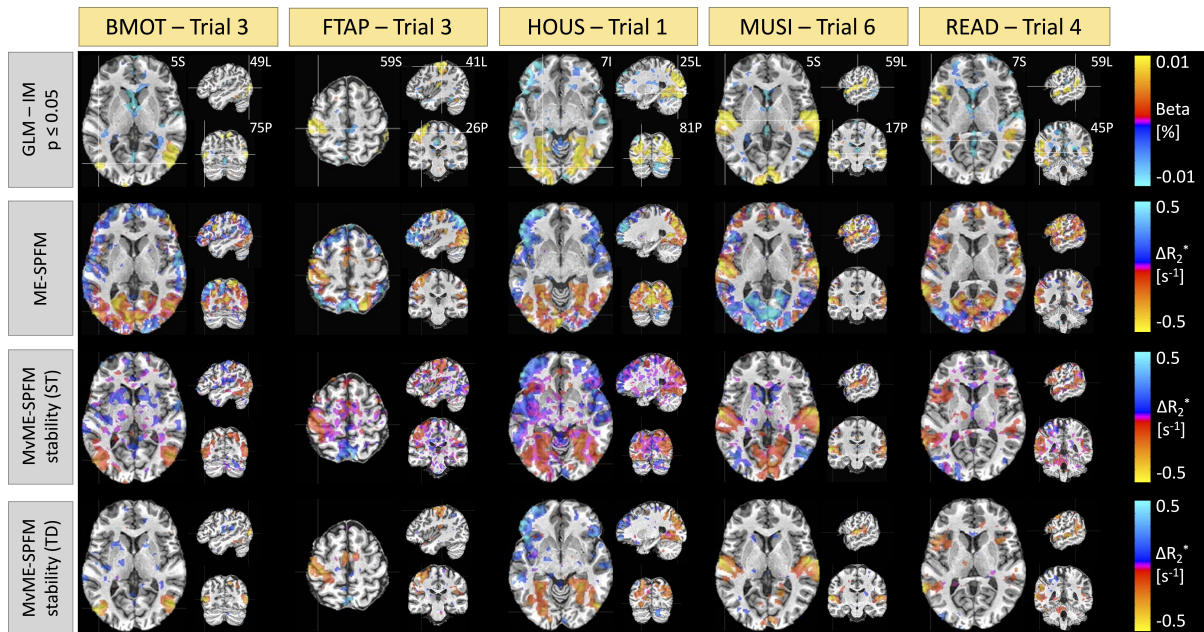 BMOT – Trial 3
FTAP – Trial 3
HOUS – Trial 1
MUSI – Trial 6
READ – Trial 4
GLM – IM
p ≤ 0.05
5S
49L
75P
59S
41L
26P
7I
25L
81P
5S
59L
17P
7S
59L
45P
0.01
Beta
[%]
-0.01
ME-SPFM
0.5
ΔR₂*
[s⁻¹]
-0.5
MvME-SPFM
stability (ST)
0.5
ΔR₂*
[s⁻¹]
-0.5
MvME-SPFM
stability (TD)
0.5
ΔR₂*
[s⁻¹]
-0.5